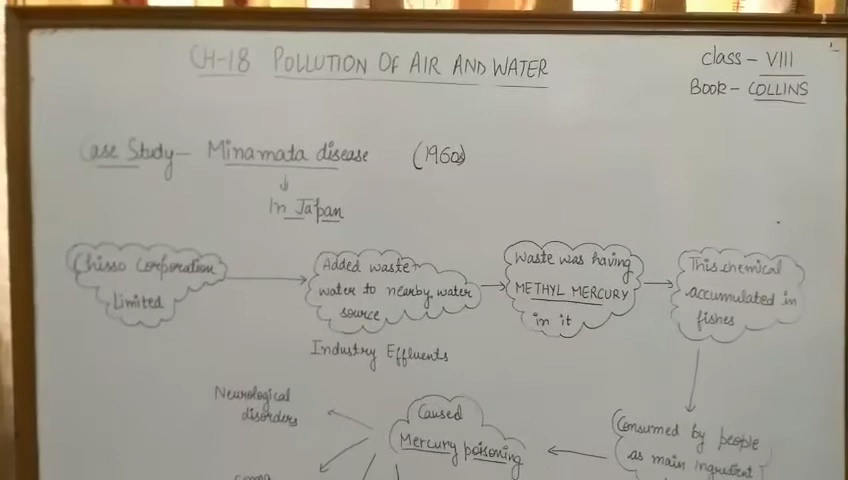 CH-18 POLLUTION OF AIR AND WATER
class - VIII
BOOK - COLLINS
Case Study - Minamata disease (1960s)
In Japan
Chisso Corporation
Limited
Added waste
water to nearby water
source
Industry Effluents
Waste was having
METHYL MERCURY
in it
This chemical
accumulated in
fishes
Consumed by people
as main ingredient
Caused
Mercury poisoning
Neurological
disorders